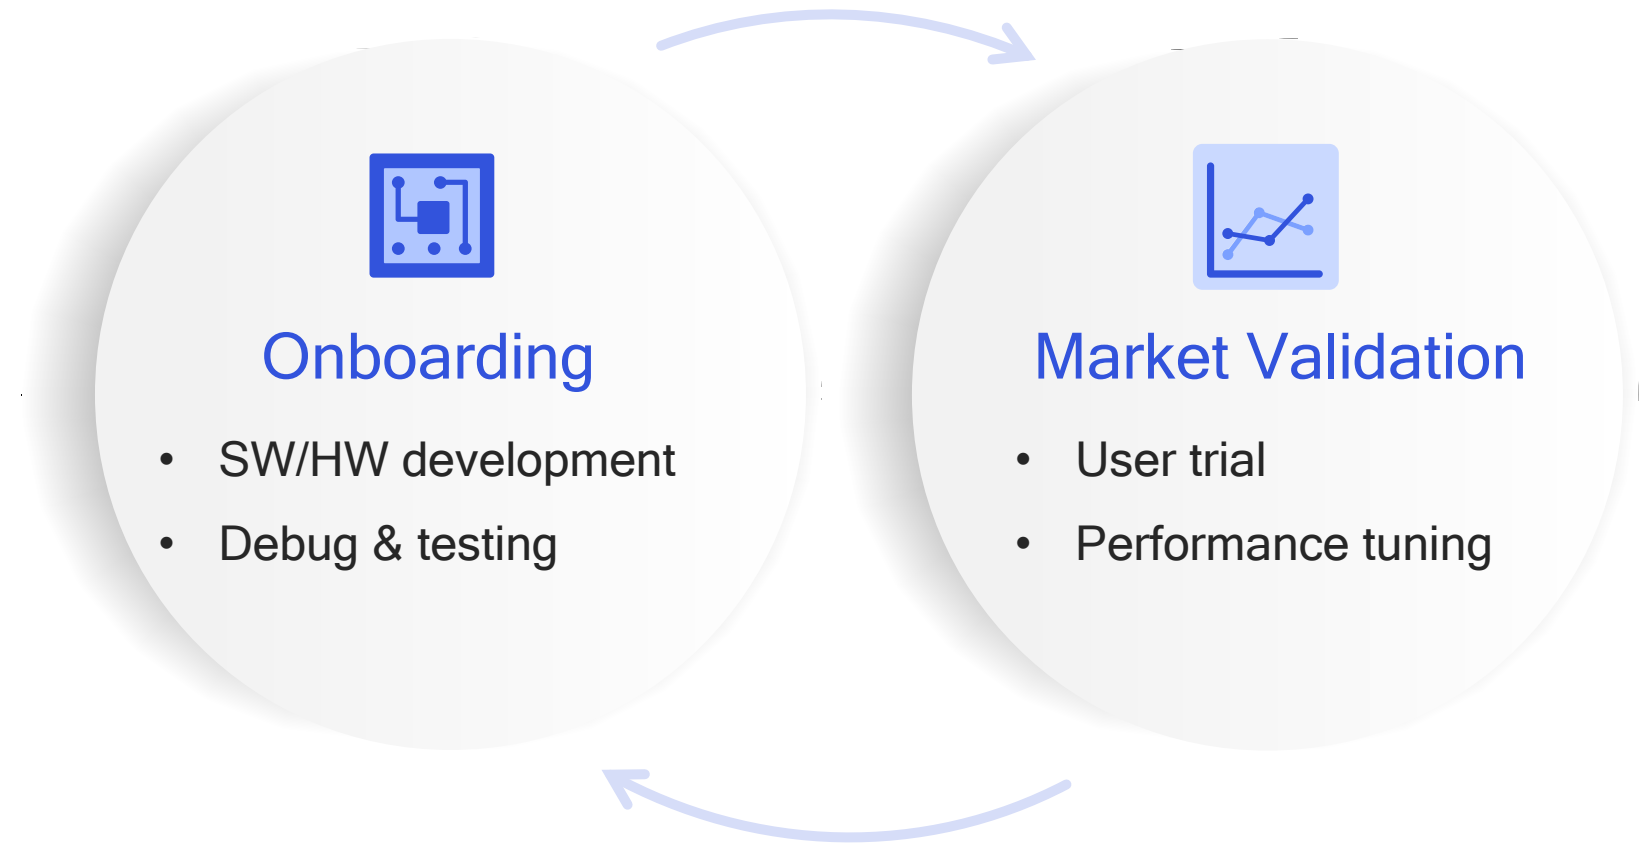 Onboarding
• SW/HW development
• Debug & testing
Market Validation
• User trial
• Performance tuning